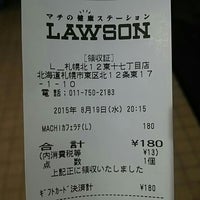 マチの健康ステーション
LAWSON
[領収証]
L_札幌北12東十七丁目店
北海道札幌市東区北12条東17
-1-10
電 話:011-750-2183
2015年 8月19日(水) 20:15
MACHIカフェラテ(L) 180
合 計 ¥180
(内消費税等 ¥13)
点 数 1個
上記正に領収いたしました
ギフトカード決済計 ¥180